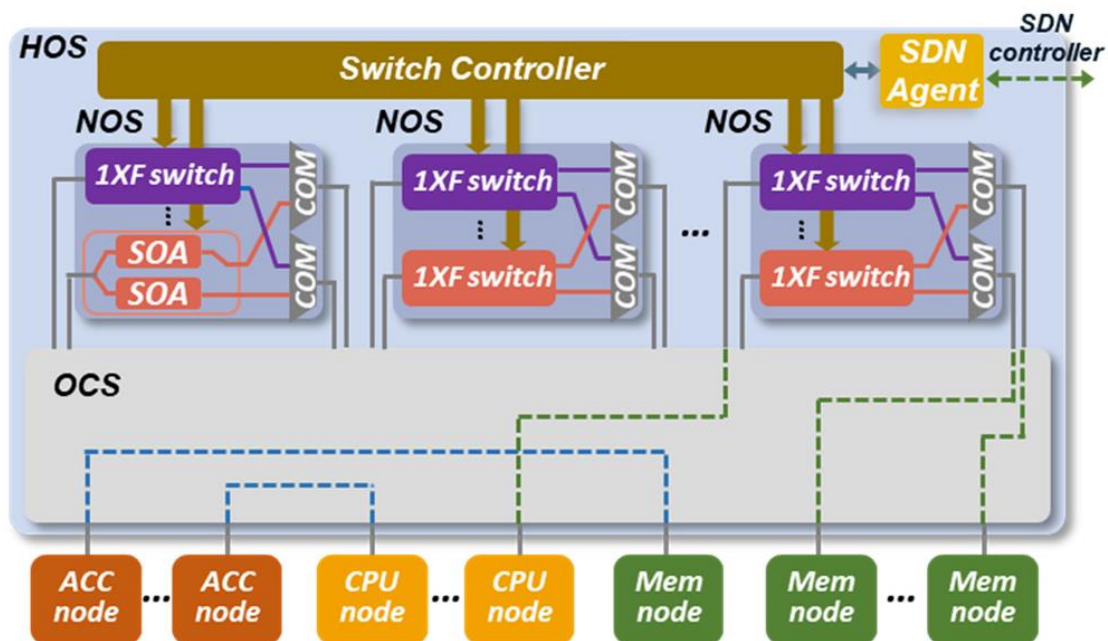 HOS
Switch Controller
SDN
Agent
SDN
controller
NOS
NOS
NOS
1XF switch
...
SOA
SOA
COM
COM
1XF switch
...
1XF switch
COM
COM
...
1XF switch
...
1XF switch
COM
COM
OCS
ACC
node
...
ACC
node
CPU
node
...
CPU
node
Mem
node
Mem
node
...
Mem
node